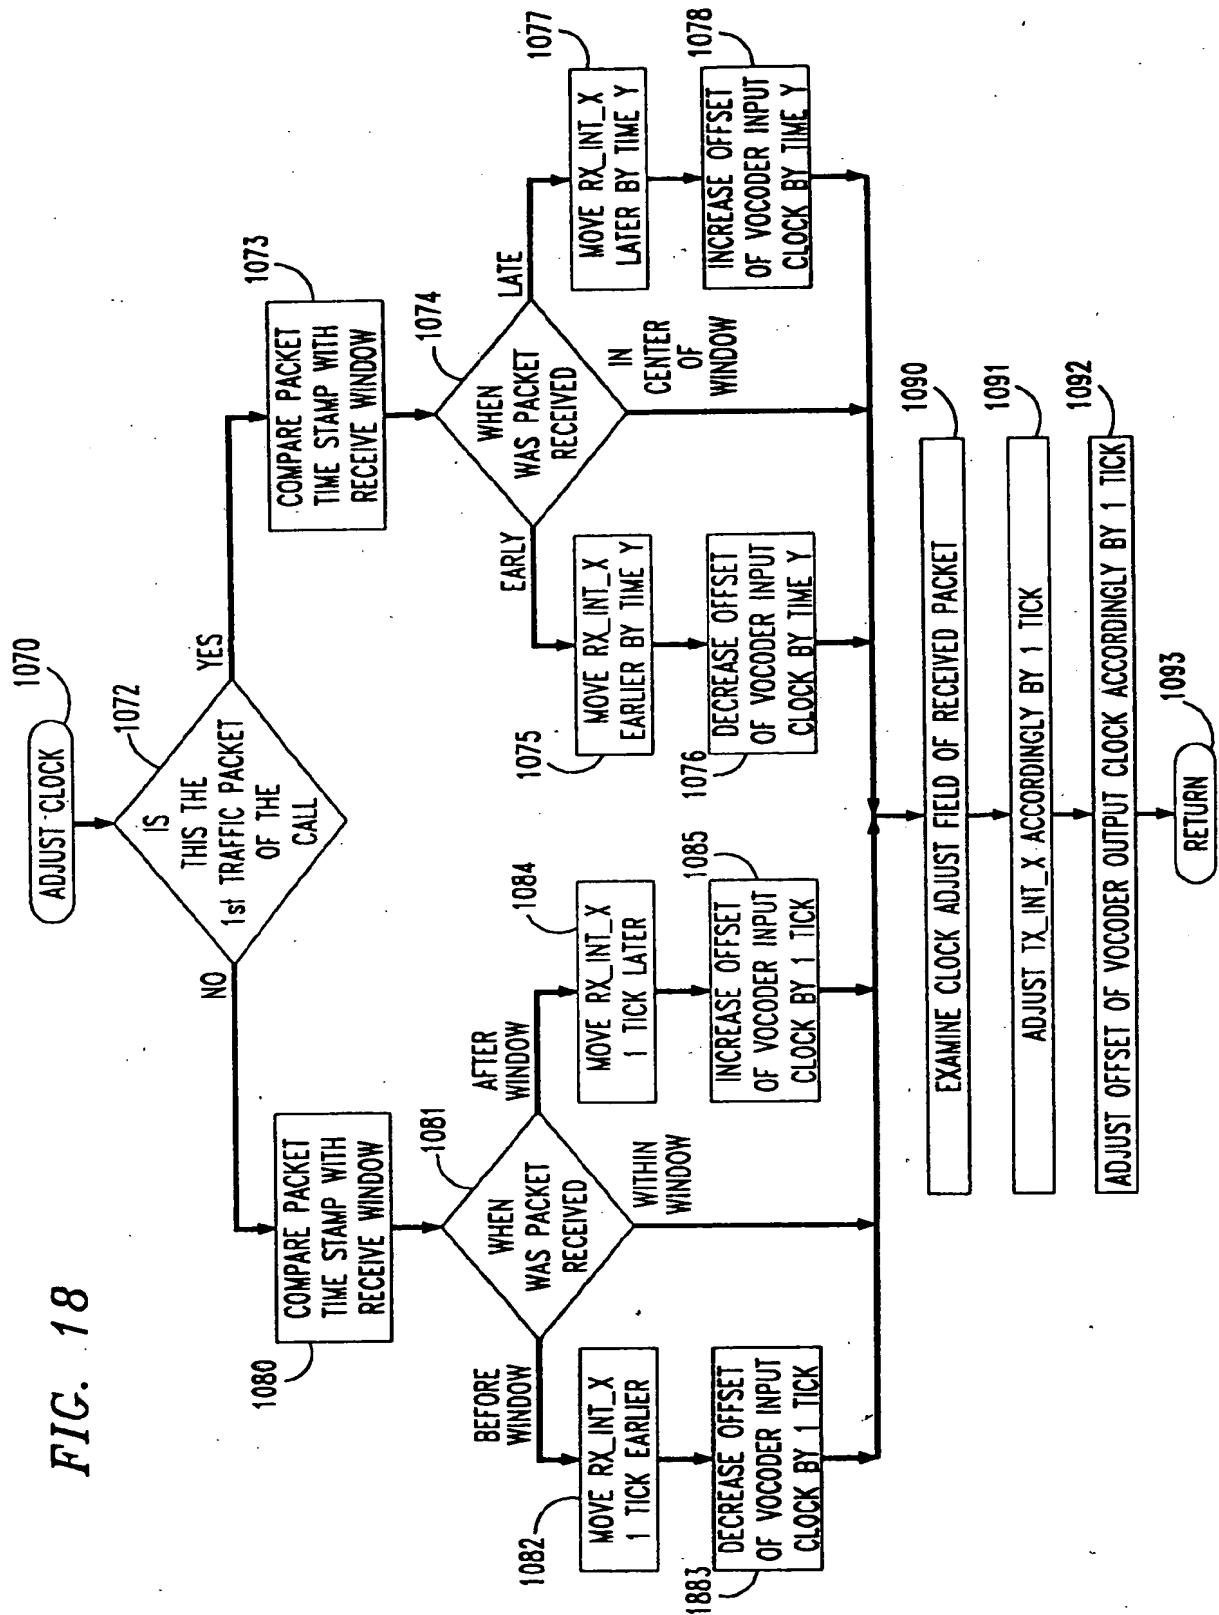 FIG. 18
ADJUST CLOCK
1070
IS
THIS THE
1st TRAFFIC PACKET
OF THE
CALL
1072
NO
YES
COMPARE PACKET
TIME STAMP WITH
RECEIVE WINDOW
1080
WHEN
WAS PACKET
RECEIVED
1081
BEFORE
WINDOW
AFTER
WINDOW
WITHIN
WINDOW
MOVE RX_INT_X
1 TICK EARLIER
1082
DECREASE OFFSET
OF VOCODER INPUT
CLOCK BY 1 TICK
1883
MOVE RX_INT_X
1 TICK LATER
1084
INCREASE OFFSET
OF VOCODER INPUT
CLOCK BY 1 TICK
1085
COMPARE PACKET
TIME STAMP WITH
RECEIVE WINDOW
1073
WHEN
WAS PACKET
RECEIVED
1074
EARLY
LATE
IN
CENTER
OF
WINDOW
MOVE RX_INT_X
EARLIER BY TIME Y
1075
DECREASE OFFSET
OF VOCODER INPUT
CLOCK BY TIME Y
1076
MOVE RX_INT_X
LATER BY TIME Y
1077
INCREASE OFFSET
OF VOCODER INPUT
CLOCK BY TIME Y
1078
EXAMINE CLOCK ADJUST FIELD OF RECEIVED PACKET
1090
ADJUST TX_INT_X ACCORDINGLY BY 1 TICK
1091
ADJUST OFFSET OF VOCODER OUTPUT CLOCK ACCORDINGLY BY 1 TICK
1092
RETURN
1093